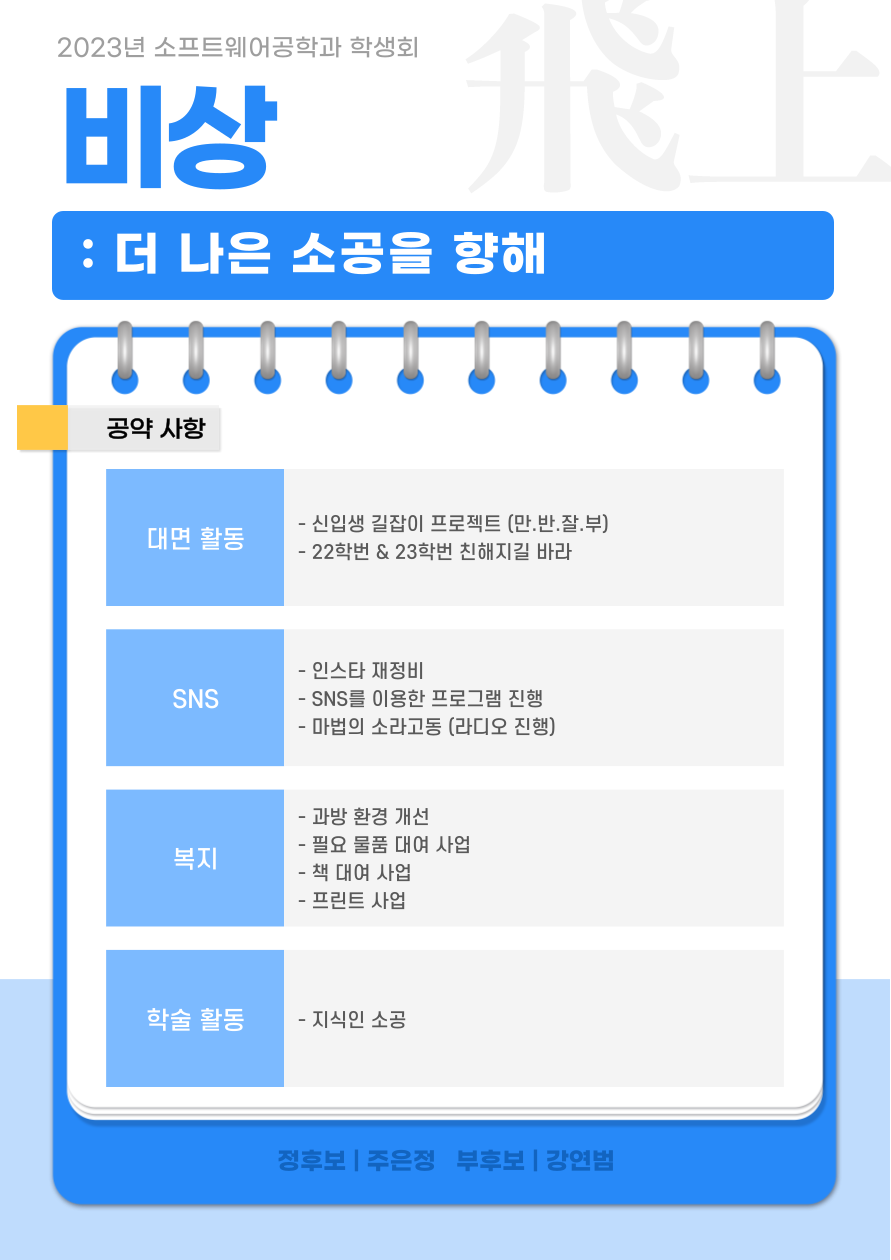 2023년 소프트웨어공학과 학생회
飛上
비상
: 더 나은 소공을 향해
공약 사항
대면 활동
- 신입생 길잡이 프로젝트 (만.반.잘.부)
- 22학번 & 23학번 친해지길 바라
SNS
- 인스타 재정비
- SNS를 이용한 프로그램 진행
- 마법의 소라고동 (라디오 진행)
복지
- 과방 환경 개선
- 필요 물품 대여 사업
- 책 대여 사업
- 프린트 사업
학술 활동
- 지식인 소공
정후보 | 주은정 부후보 | 강연범